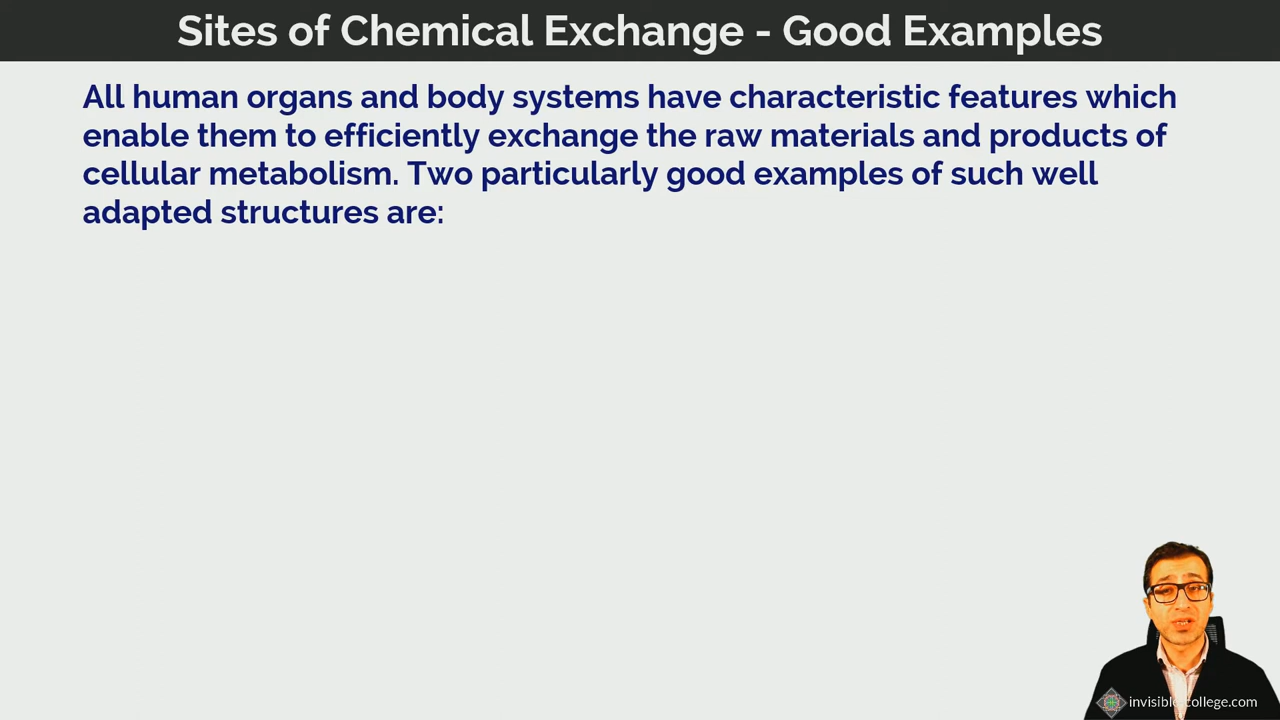 Sites of Chemical Exchange - Good Examples
All human organs and body systems have characteristic features which
enable them to efficiently exchange the raw materials and products of
cellular metabolism. Two particularly good examples of such well
adapted structures are:
invisible-college.com